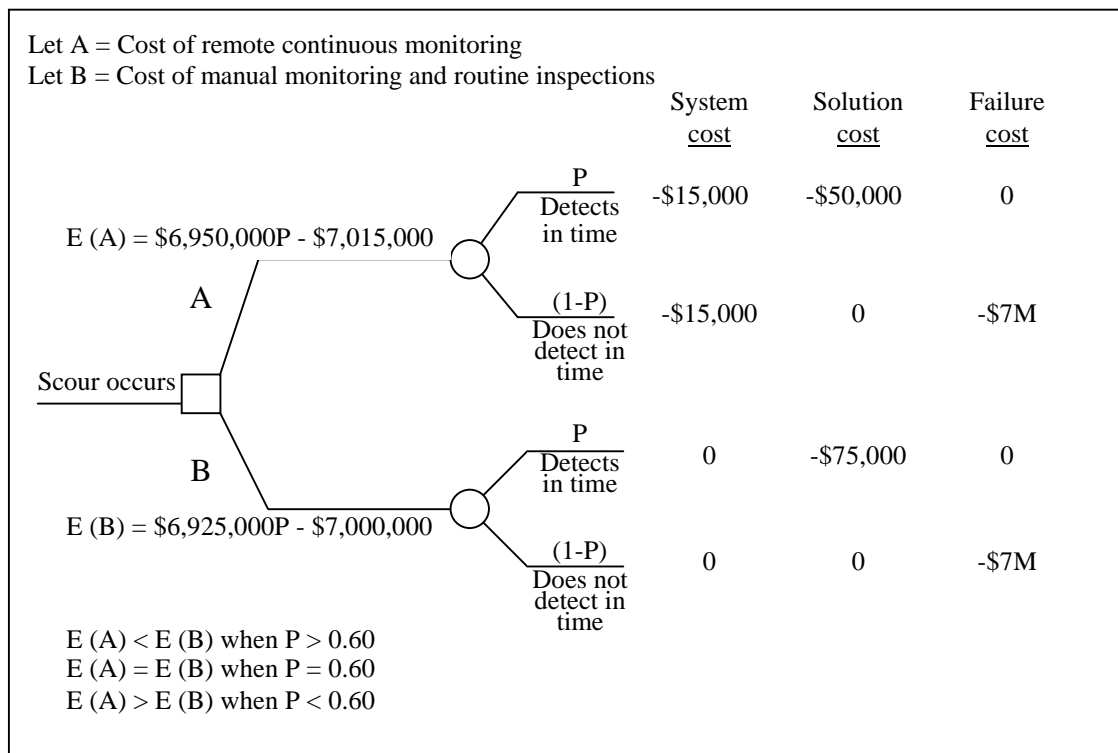 Let A = Cost of remote continuous monitoring
Let B = Cost of manual monitoring and routine inspections
System Solution Failure
cost cost cost
P
-$15,000 -$50,000 0
Detects
in time
E (A) = $6,950,000P - $7,015,000
A
(1-P)
-$15,000 0 -$7M
Does not
detect in
time
Scour occurs
P
0 -$75,000 0
Detects
in time
B
E (B) = $6,925,000P - $7,000,000
(1-P)
0 0 -$7M
Does not
detect in
time
E (A) < E (B) when P > 0.60
E (A) = E (B) when P = 0.60
E (A) > E (B) when P < 0.60